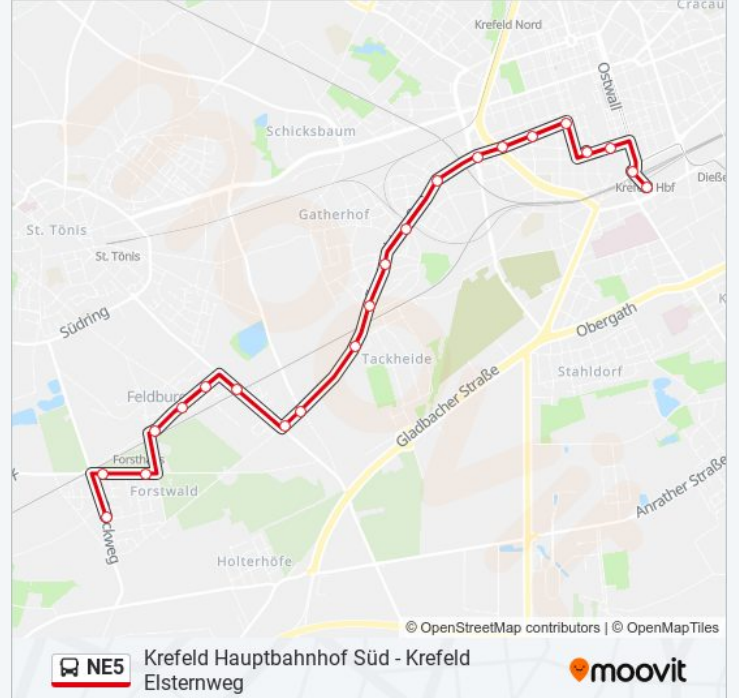 Cracau
Krefeld Nord
Ostwall
Schicksbaum
Krefeld Hbf
Gatherhof
St. Tönis
St. Tönis
Südring
Obergath
Tackheide
Stahldorf
Feldburg
Gladbacher Straße
Forsthaus
Forstwald
Anrather Straße
Holterhöfe
© OpenStreetMap contributors | © OpenMapTiles
NE5
Krefeld Hauptbahnhof Süd - Krefeld
Elsternweg
moovit